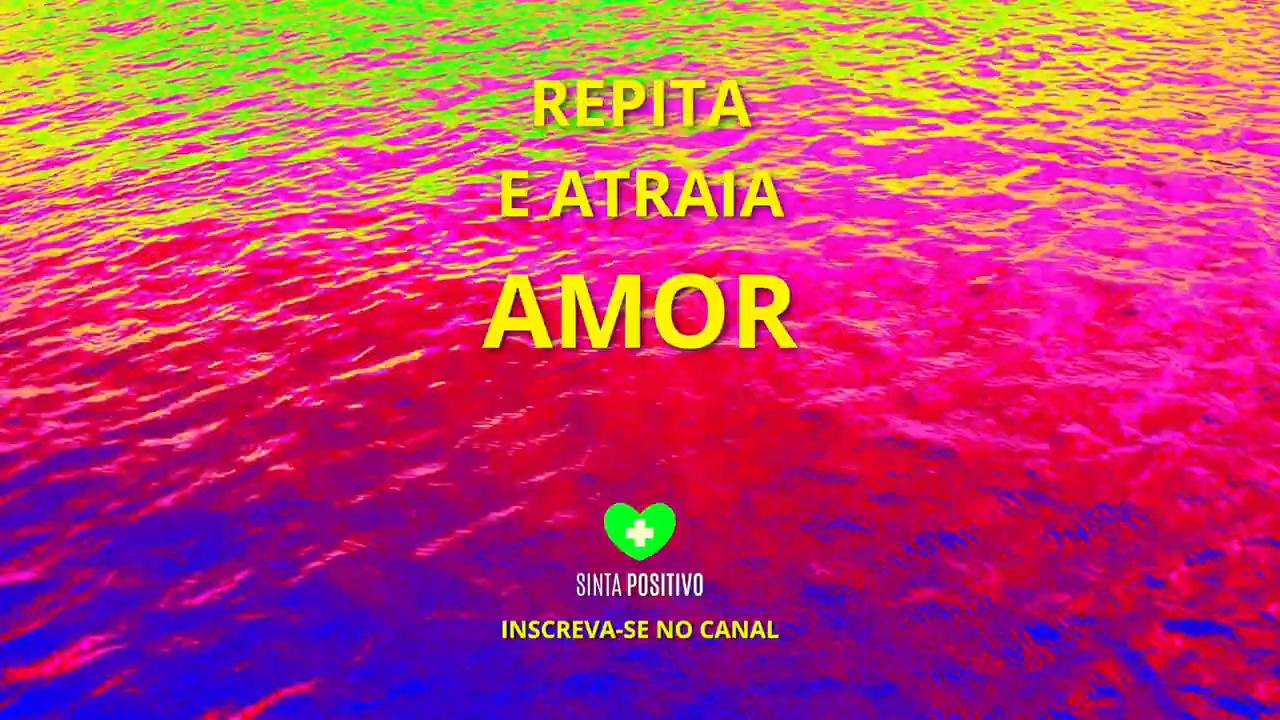 REPITA
E ATRAIA
AMOR
SINTA POSITIVO
INSCREVA-SE NO CANAL